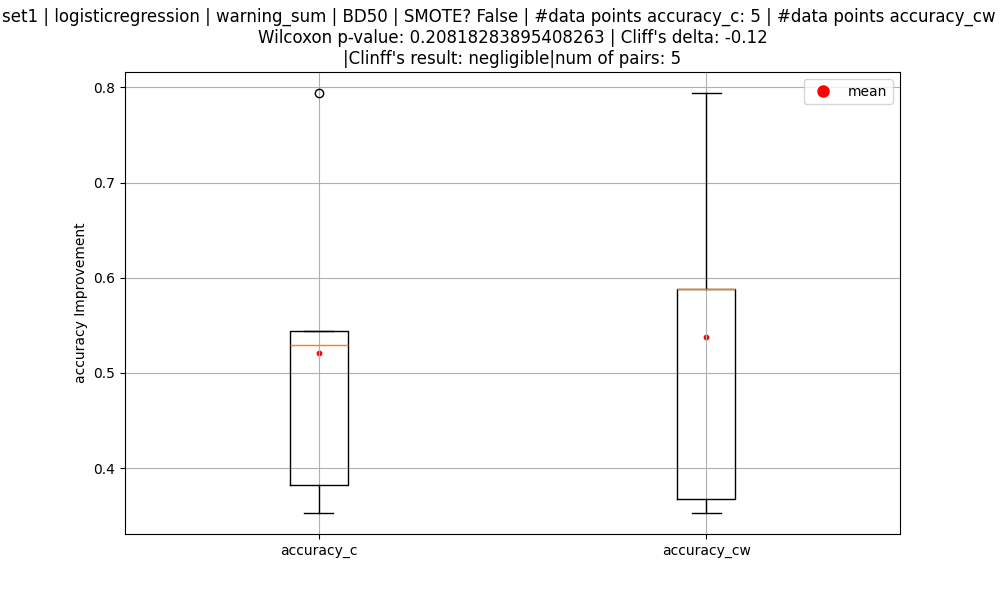 set1 | logisticregression | warning_sum | BD50 | SMOTE? False | #data points accuracy_c: 5 | #data points accuracy_cw
Wilcoxon p-value: 0.20818283895408263 | Cliff's delta: -0.12
|Clinff's result: negligible|num of pairs: 5
mean
0.8
0.7
0.6
0.5
0.4
accuracy Improvement
accuracy_c
accuracy_cw